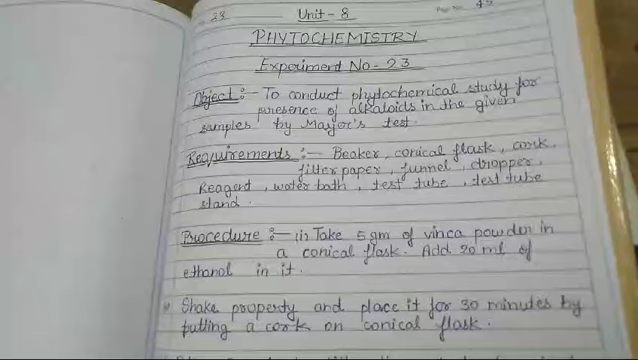 23
Unit - 8
45
PHYTOCHEMISTRY
Experiment No - 23
Object :- To conduct phytochemical study for
presence of alkaloids in the given
samples by Mayor's test.
Requirements :- Beaker, conical flask, cork,
filter paper, funnel, dropper,
Reagent, water bath, test tube, test tube
stand.
Procedure :- (i) Take 5 gm of vinca powder in
a conical flask. Add 20 ml of
ethanol in it.
Shake property and place it for 30 minutes by
putting a cork on conical flask.